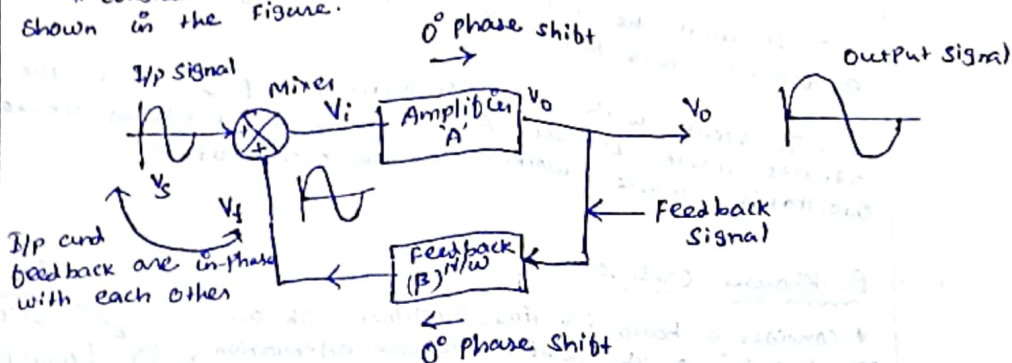 shown in the Figure.
0° phase shift
I/p Signal
Mixer
Output Signal
Vi
Amplifier
'A'
Vo
Vo
+
+
Vs
Vf
Feedback
Signal
I/p and
feedback are in-phase
with each other
Feedback
(β) N/W
0° phase shift